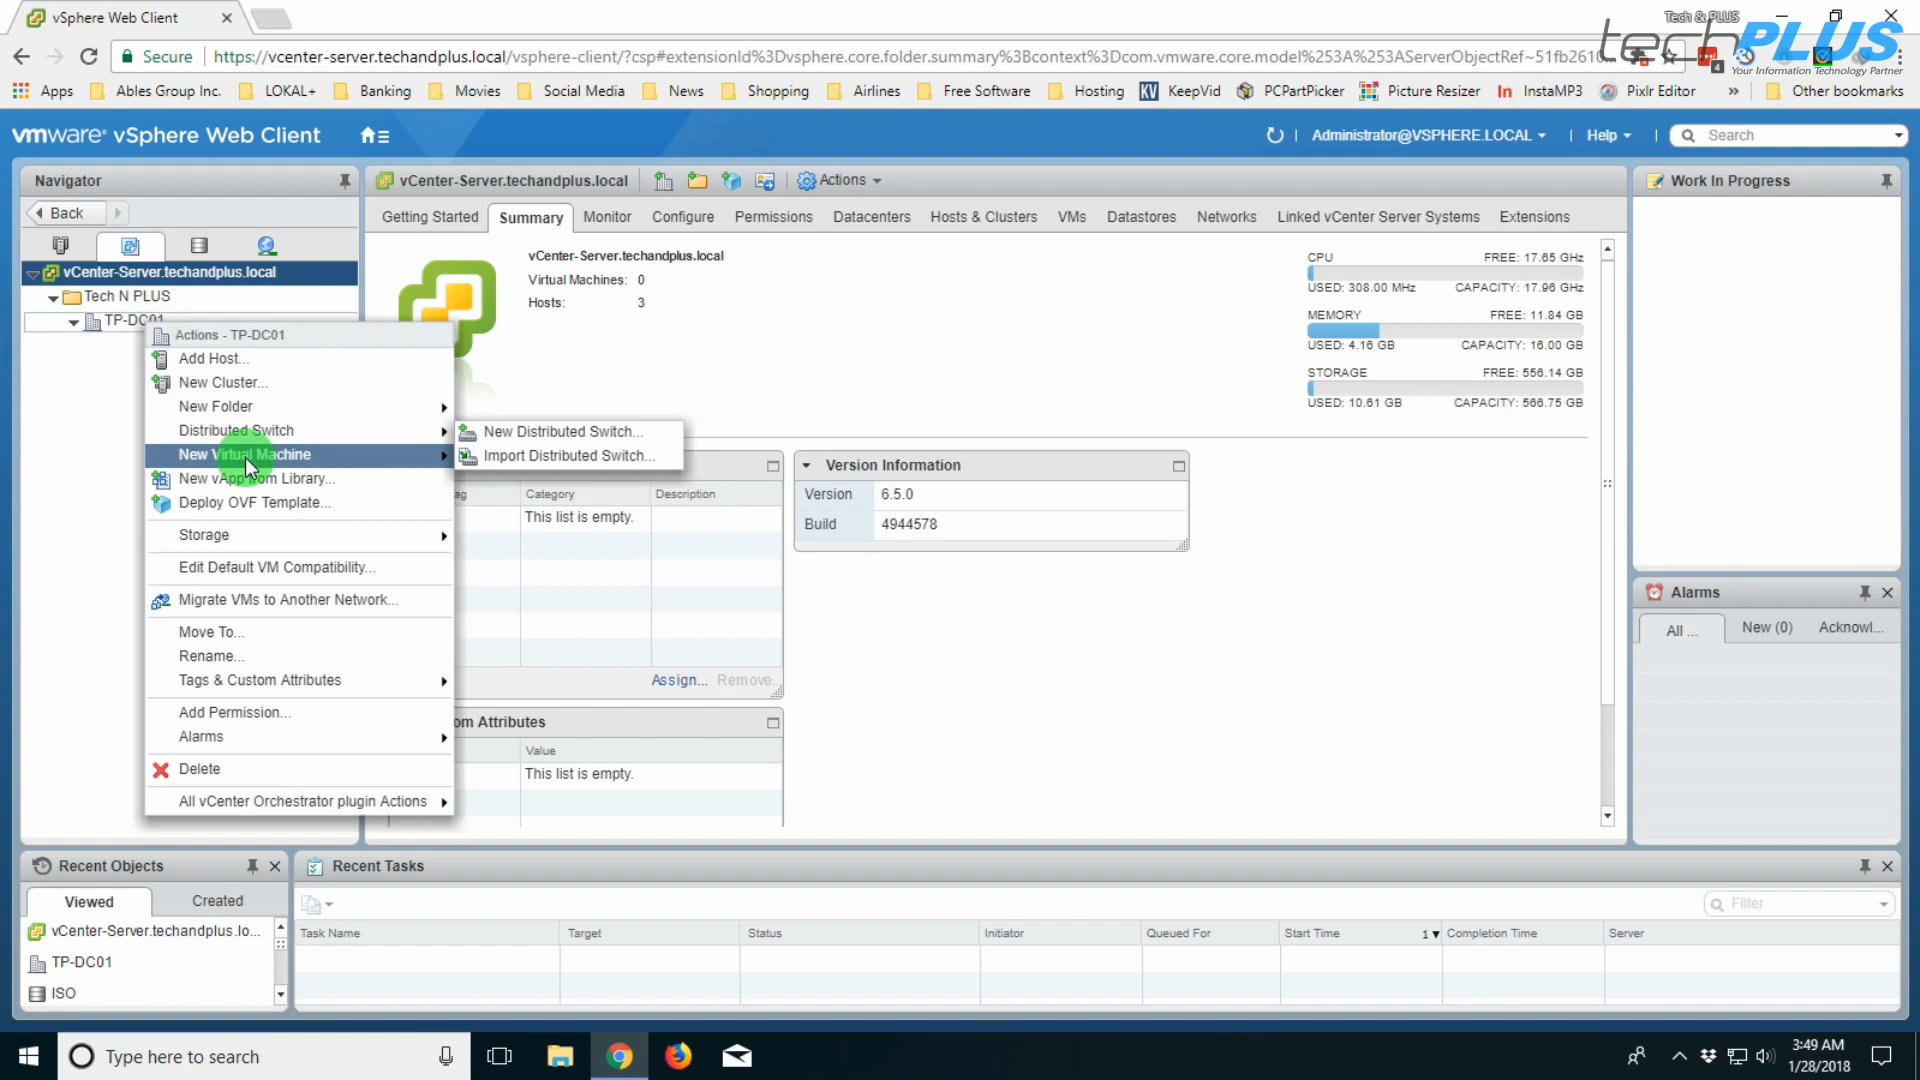 vSphere Web Client
Tech & PLUS
techPLUS
Your Information Technology Partner
Secure
https://vcenter-server.techandplus.local/vsphere-client/?csp#extensionId%3Dvsphere.core.folder.summary%3Bcontext%3Dcom.vmware.core.model%253A%253AServerObjectRef~51fb2610...
4
Apps
Ables Group Inc.
LOKAL+
Banking
Movies
Social Media
News
Shopping
Airlines
Free Software
Hosting
KV KeepVid
PCPartPicker
Picture Resizer
In InstaMP3
Pixlr Editor
»
Other bookmarks
vmware® vSphere Web Client
Administrator@VSPHERE.LOCAL
Help
Search
Navigator
Back
vCenter-Server.techandplus.local
Tech N PLUS
TP-DC01
Actions - TP-DC01
Add Host...
New Cluster...
New Folder
Distributed Switch
New Virtual Machine
New vApp from Library...
Deploy OVF Template...
Storage
Edit Default VM Compatibility...
Migrate VMs to Another Network...
Move To...
Rename...
Tags & Custom Attributes
Add Permission...
Alarms
Delete
All vCenter Orchestrator plugin Actions
New Distributed Switch...
Import Distributed Switch...
vCenter-Server.techandplus.local
Actions
Getting Started
Summary
Monitor
Configure
Permissions
Datacenters
Hosts & Clusters
VMs
Datastores
Networks
Linked vCenter Server Systems
Extensions
vCenter-Server.techandplus.local
Virtual Machines: 0
Hosts: 3
CPU FREE: 17.65 GHz
USED: 308.00 MHz CAPACITY: 17.96 GHz
MEMORY FREE: 11.84 GB
USED: 4.16 GB CAPACITY: 16.00 GB
STORAGE FREE: 556.14 GB
USED: 10.61 GB CAPACITY: 566.75 GB
ag Category Description
This list is empty.
Assign... Remove...
om Attributes
Value
This list is empty.
Version Information
Version 6.5.0
Build 4944578
Work In Progress
Alarms
All ...
New (0)
Acknowl...
Recent Objects
Viewed
Created
vCenter-Server.techandplus.lo...
TP-DC01
ISO
Recent Tasks
Filter
Task Name
Target
Status
Initiator
Queued For
Start Time 1
Completion Time
Server
Type here to search
3:49 AM
1/28/2018